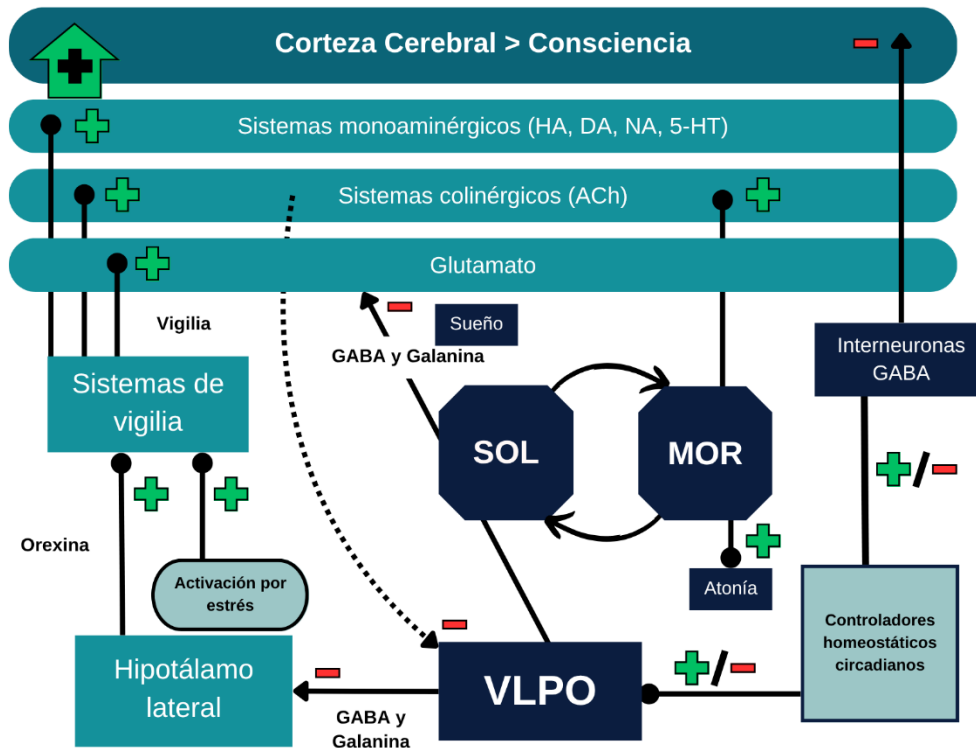 Corteza Cerebral > Consciencia
Sistemas monoaminérgicos (HA, DA, NA, 5-HT)
Sistemas colinérgicos (ACh)
Glutamato
Vigilia
Sueño
GABA y Galanina
Interneuronas
GABA
Sistemas de
vigilia
SOL
MOR
Orexina
Activación por
estrés
Atonía
Controladores
homeostáticos
circadianos
Hipotálamo
lateral
GABA y
Galanina
VLPO